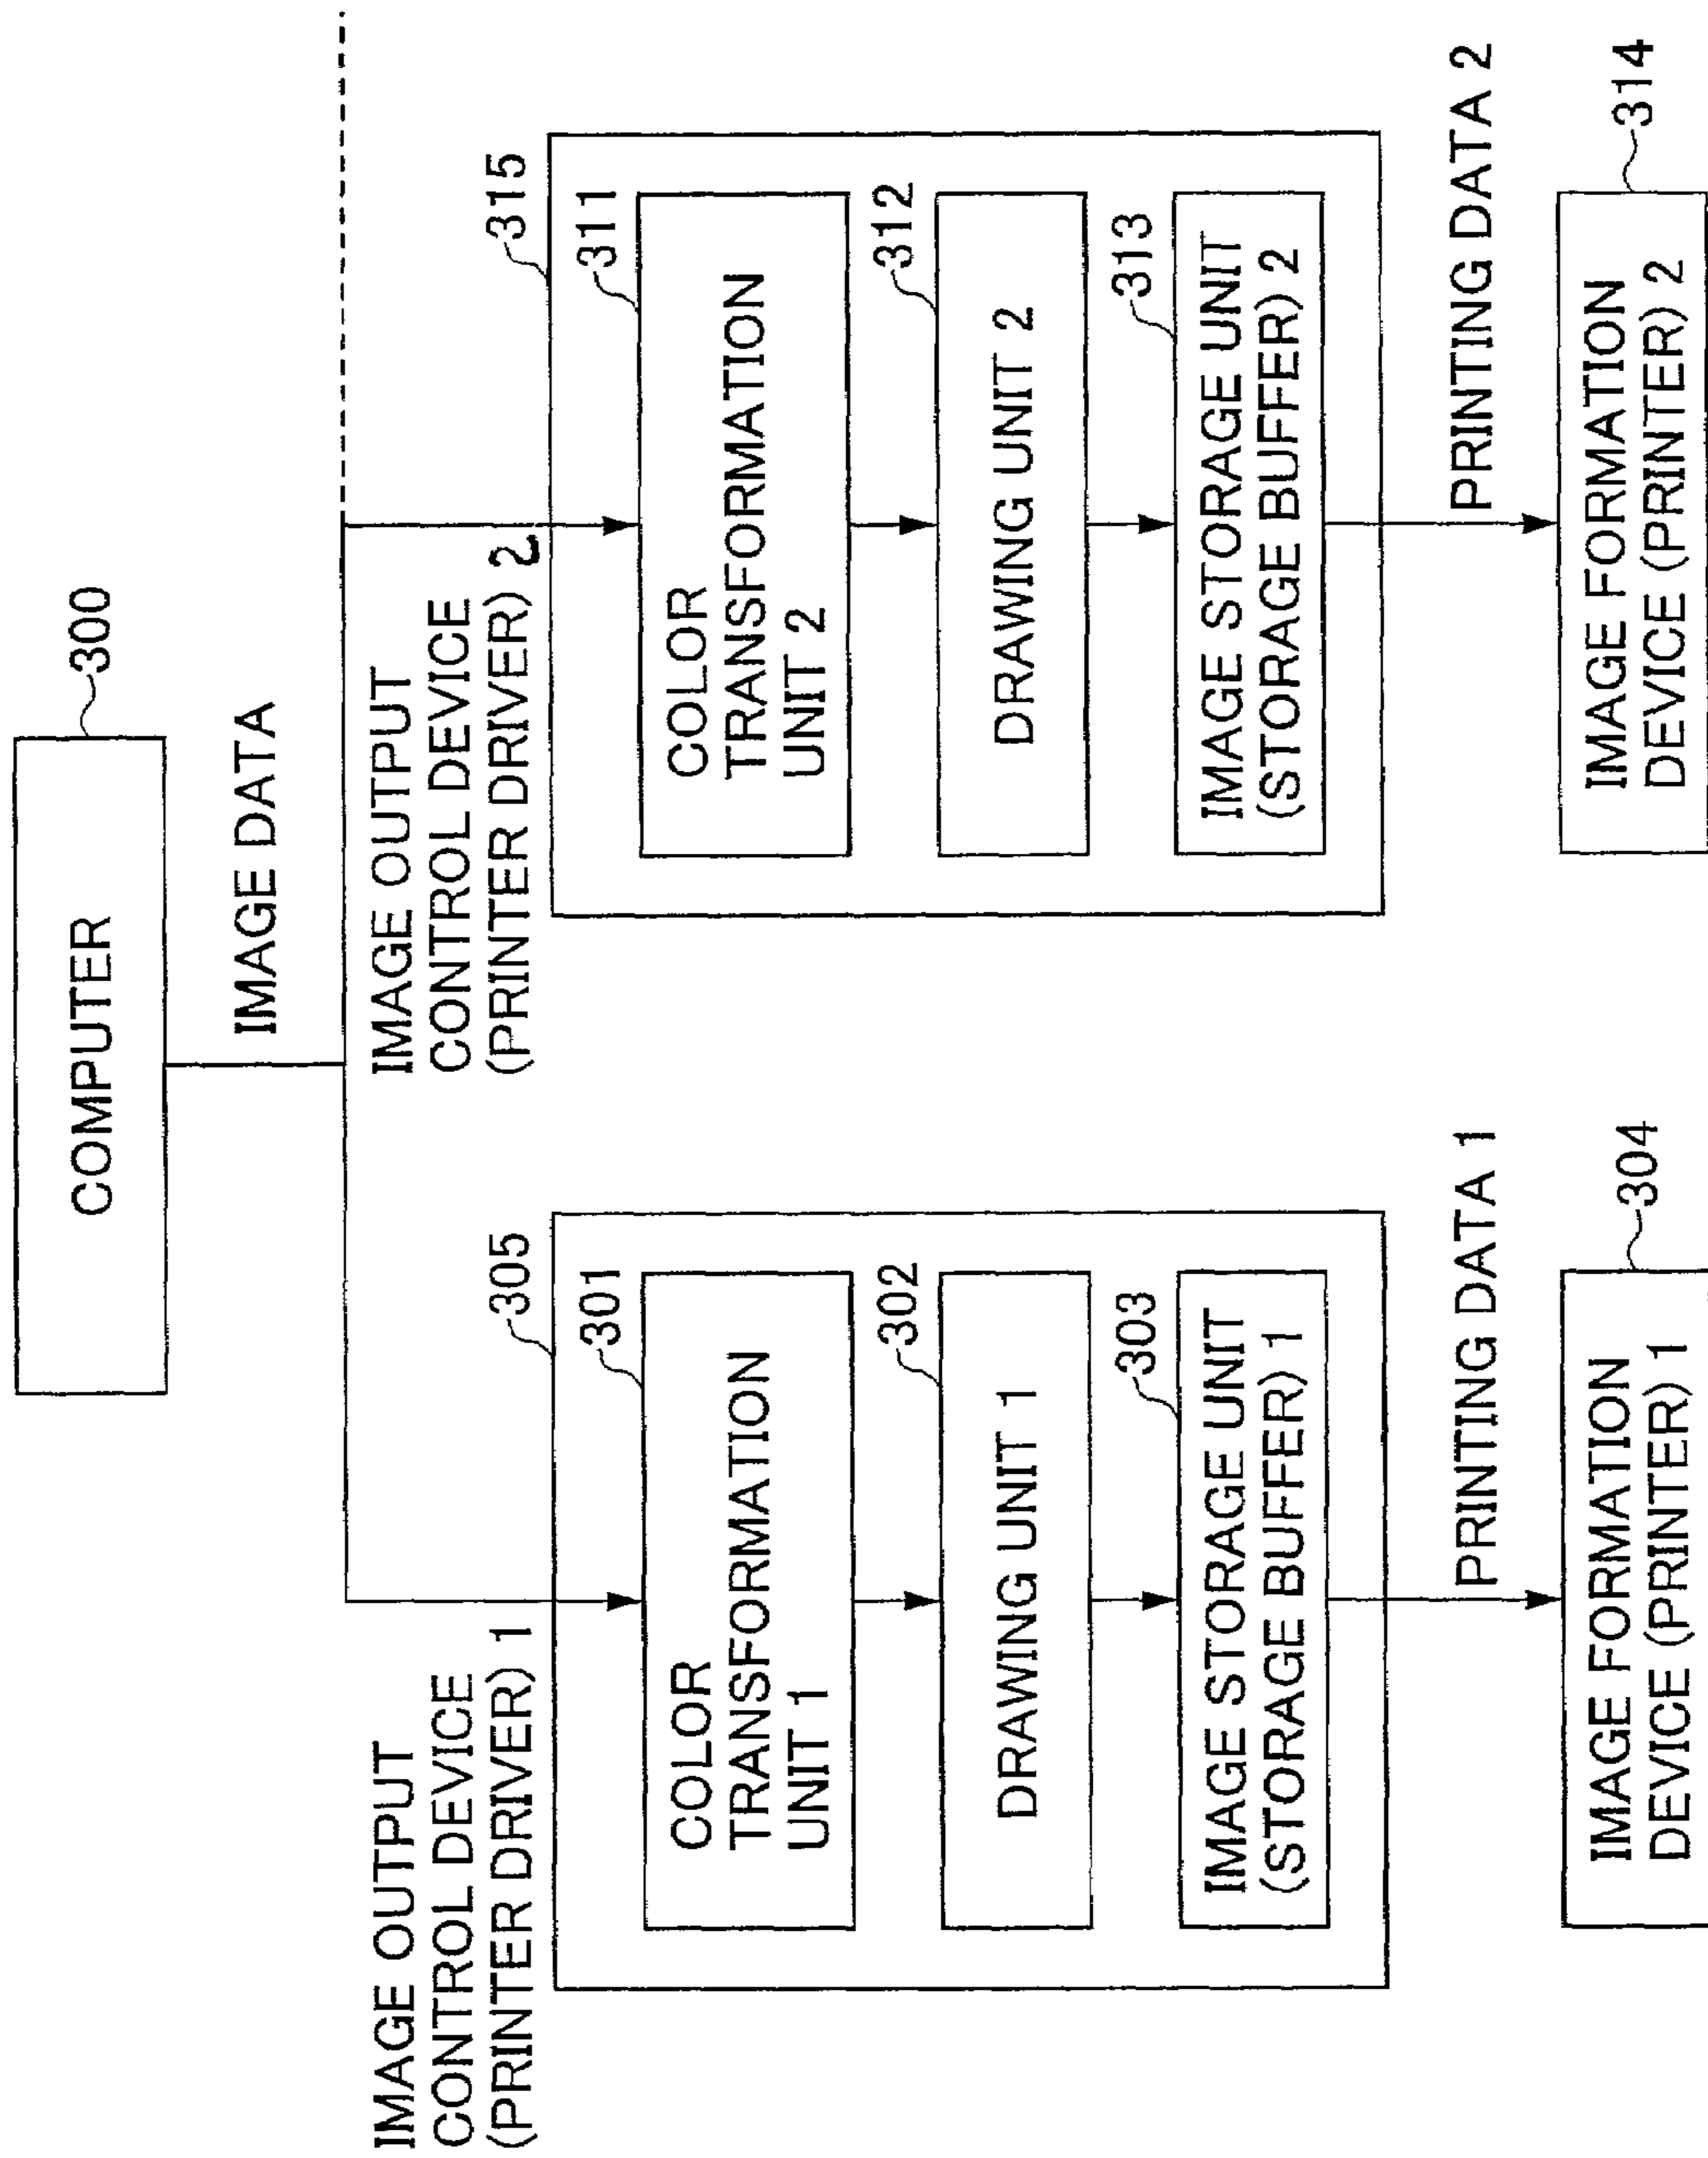 COMPUTER
300
IMAGE DATA
IMAGE OUTPUT
CONTROL DEVICE
(PRINTER DRIVER) 1
305
301
COLOR
TRANSFORMATION
UNIT 1
302
DRAWING UNIT 1
303
IMAGE STORAGE UNIT
(STORAGE BUFFER) 1
PRINTING DATA 1
304
IMAGE FORMATION
DEVICE (PRINTER) 1
IMAGE OUTPUT
CONTROL DEVICE
(PRINTER DRIVER) 2
315
311
COLOR
TRANSFORMATION
UNIT 2
312
DRAWING UNIT 2
313
IMAGE STORAGE UNIT
(STORAGE BUFFER) 2
PRINTING DATA 2
314
IMAGE FORMATION
DEVICE (PRINTER) 2